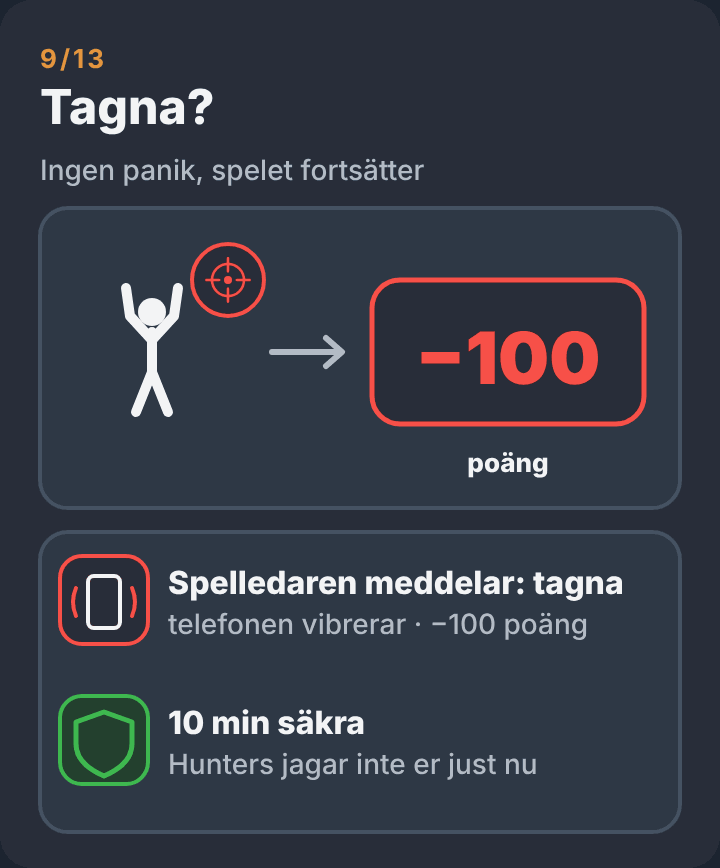 9/13
Tagna?
Ingen panik, spelet fortsätter
−100
poäng
Spelledaren meddelar: tagna
telefonen vibrerar · −100 poäng
10 min säkra
Hunters jagar inte er just nu